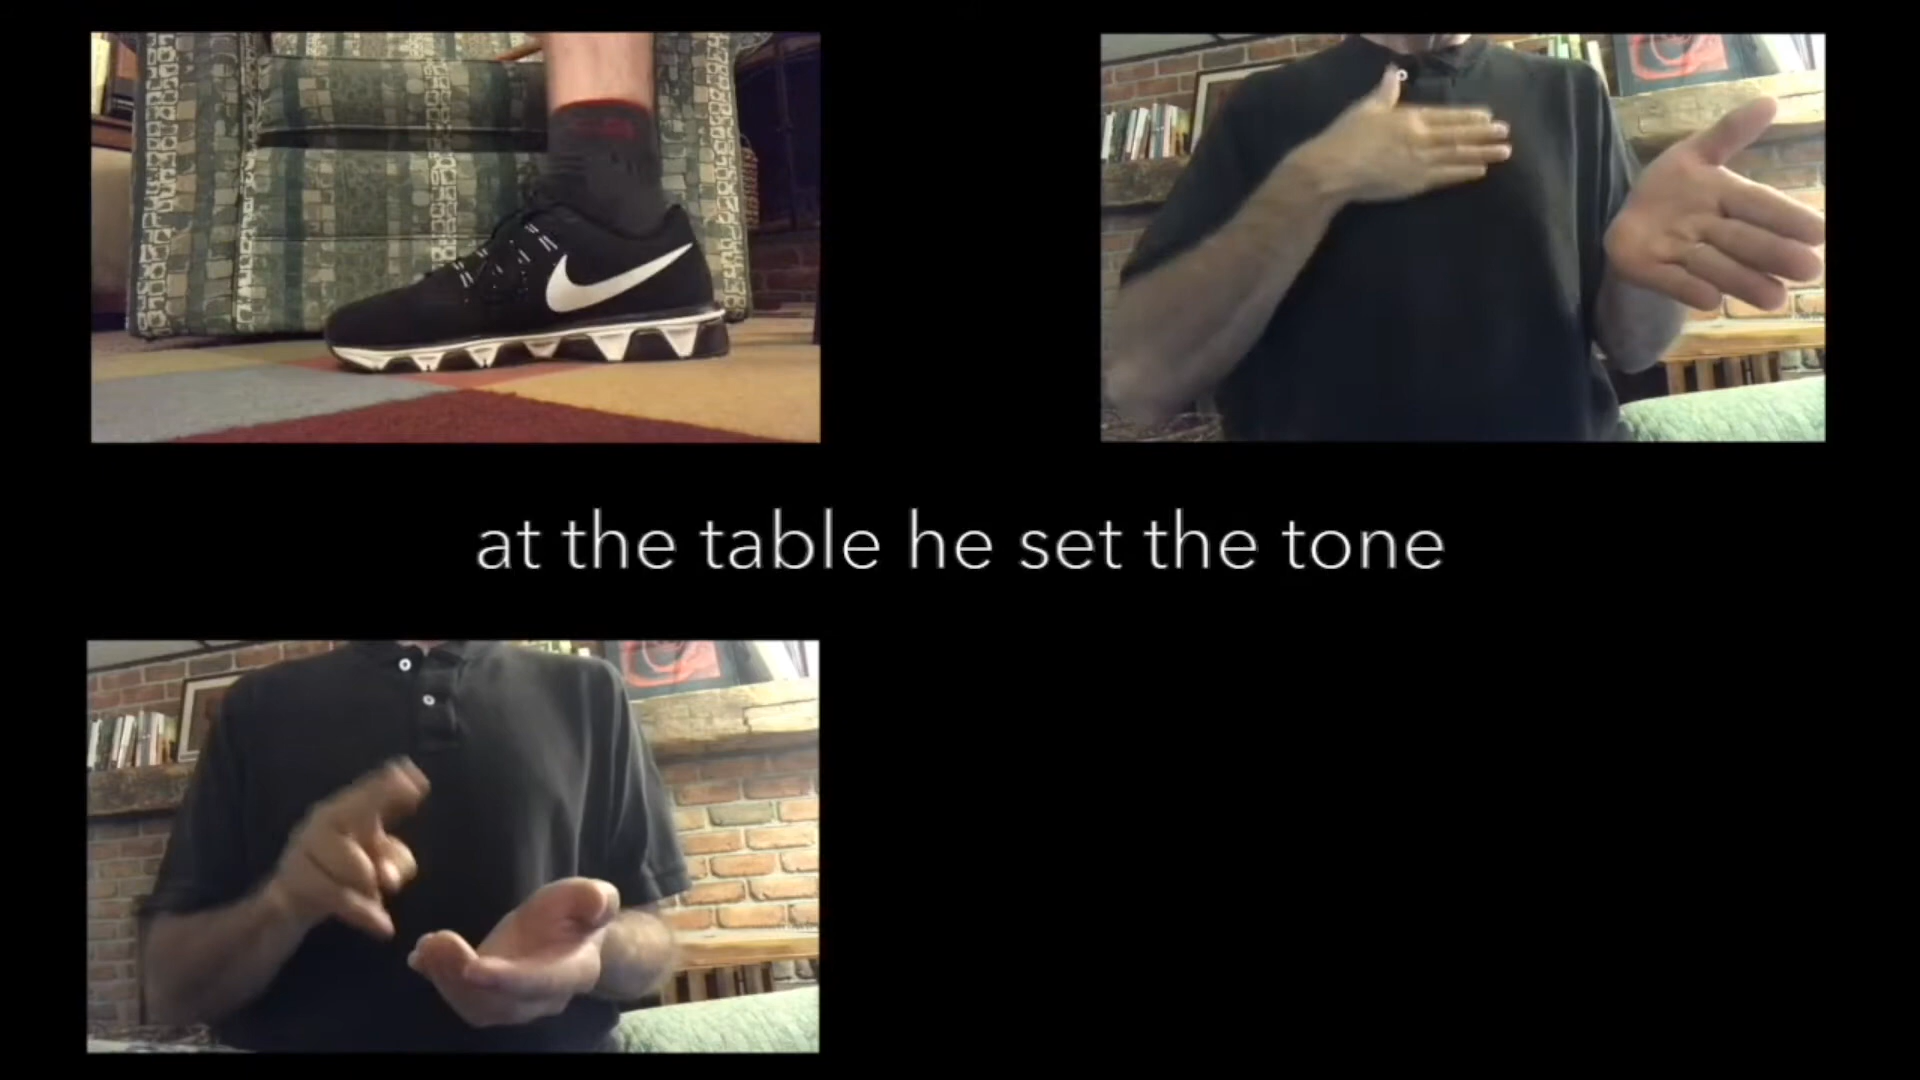 at the table he set the tone